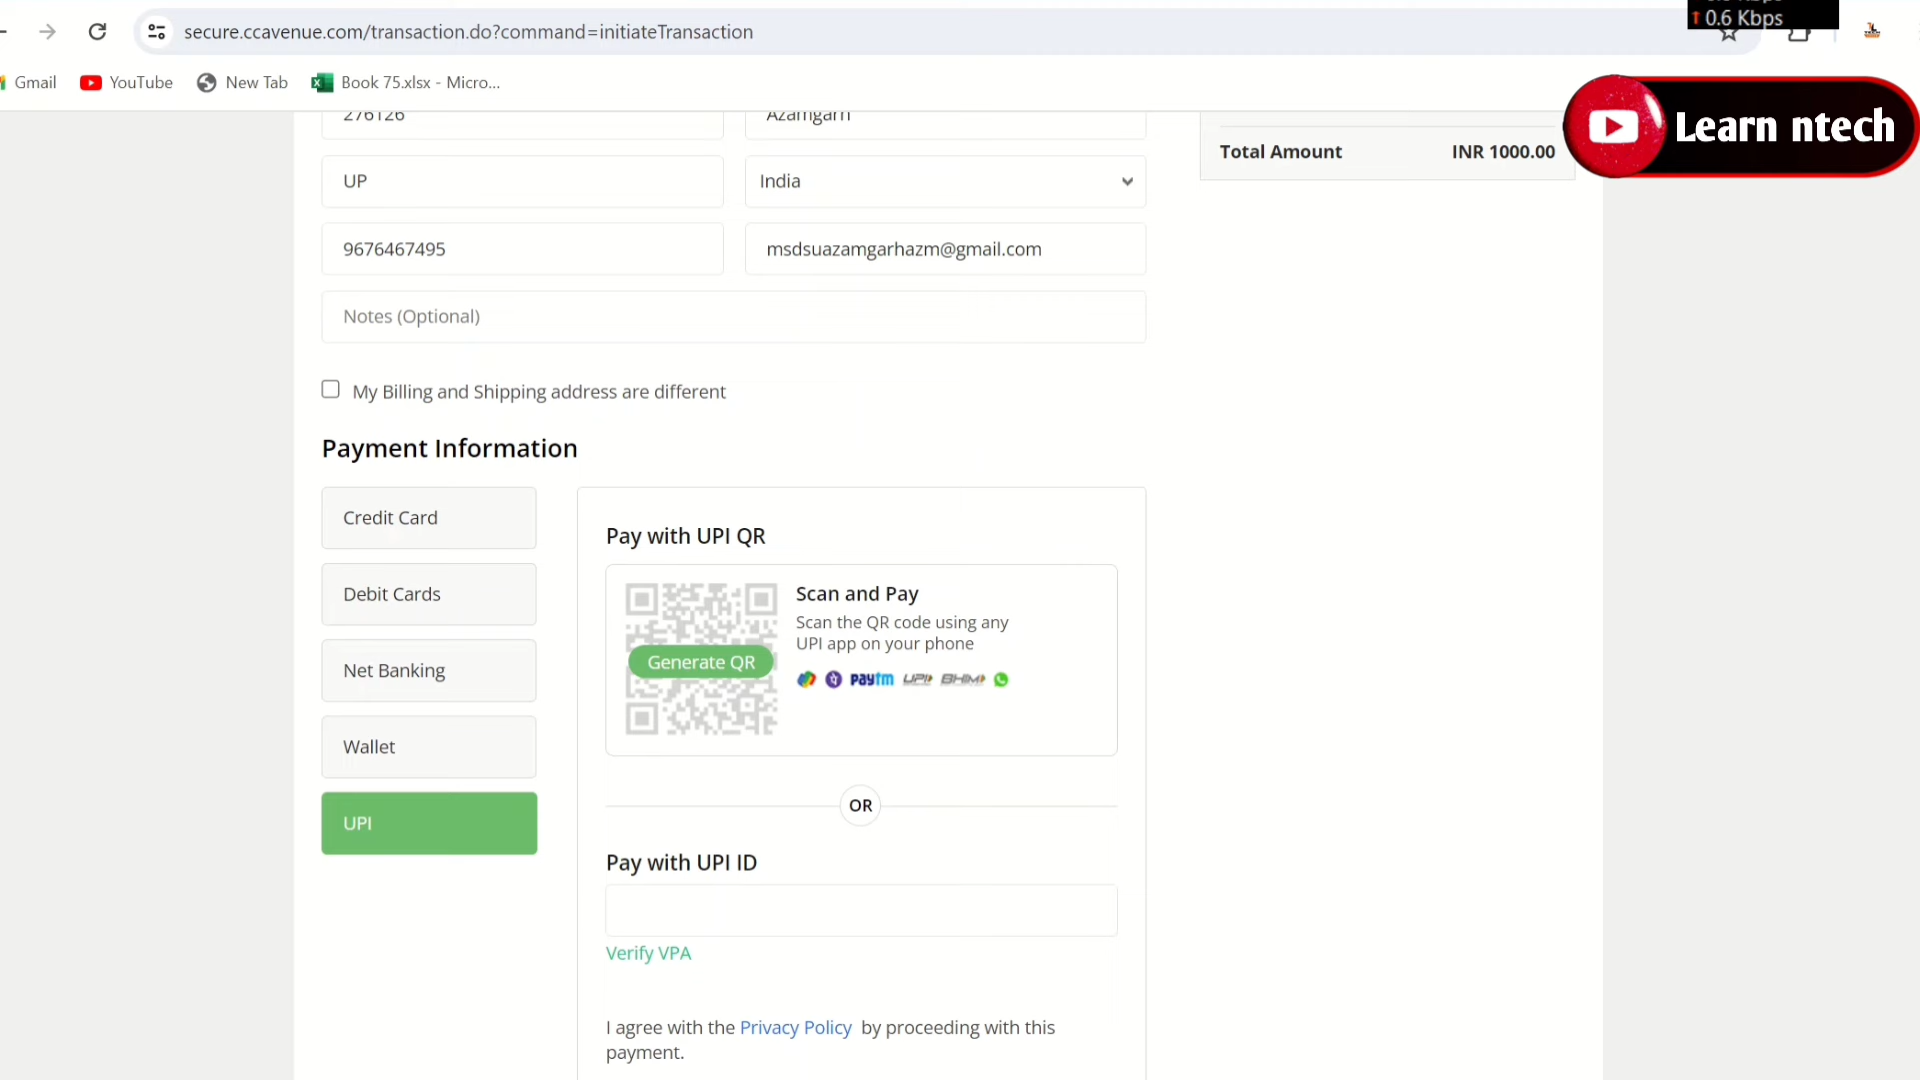 0.6 Kbps
secure.ccavenue.com/transaction.do?command=initiateTransaction
Gmail
YouTube
New Tab
Book 75.xlsx - Micro...
Learn ntech
276126
Azamgarh
Total Amount
INR 1000.00
UP
India
9676467495
msdsuazamgarhazm@gmail.com
Notes (Optional)
My Billing and Shipping address are different
Payment Information
Credit Card
Debit Cards
Net Banking
Wallet
UPI
Pay with UPI QR
Generate QR
Scan and Pay
Scan the QR code using any
UPI app on your phone
paytm UPI BHIM
OR
Pay with UPI ID
Verify VPA
I agree with the Privacy Policy by proceeding with this
payment.